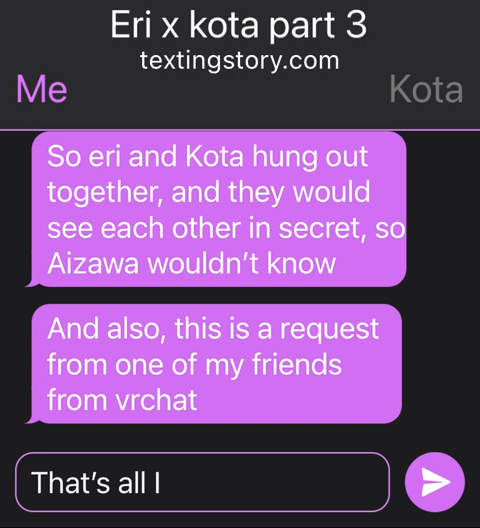 Eri x kota part 3
textingstory.com
Me
Kota
So eri and Kota hung out
together, and they would
see each other in secret, so
Aizawa wouldn't know
And also, this is a request
from one of my friends
from vrchat
That's all I